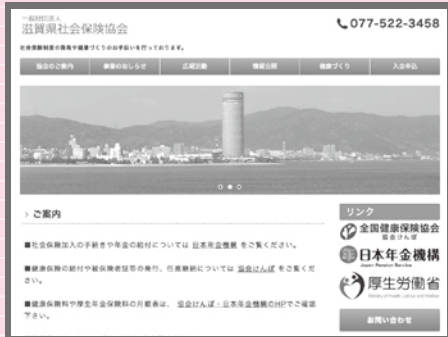 一般財団法人
滋賀県社会保険協会
077-522-3458
社会保険制度の普及や健康づくりのお手伝いを行っております。
協会のご案内 事業のおしらせ 広報活動 情報公開 健康づくり 入会申込
ご案内
■社会保険加入の手続きや年金の給付については 日本年金機構 をご覧ください。
■健康保険の給付や被保険者証等の発行、任意継続については 協会けんぽ をご覧くだ
さい。
■健康保険料や厚生年金保険料の月額表は、 協会けんぽ・日本年金機構のHPでご確認
下さい。
リンク
全国健康保険協会
協会けんぽ
日本年金機構
Japan Pension Service
厚生労働省
Ministry of Health, Labour and Welfare
お問い合わせ